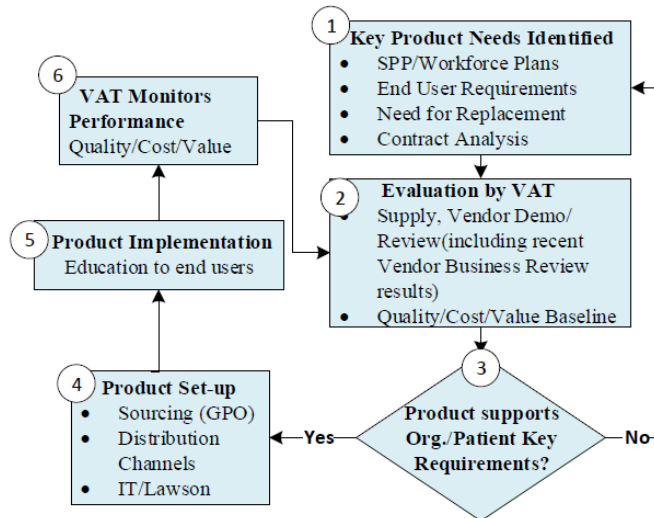 1
Key Product Needs Identified
• SPP/Workforce Plans
• End User Requirements
• Need for Replacement
• Contract Analysis
2
Evaluation by VAT
• Supply, Vendor Demo/
Review(including recent
Vendor Business Review
results)
• Quality/Cost/Value Baseline
3
Product supports
Org./Patient Key
Requirements?
Yes
No
4
Product Set-up
• Sourcing (GPO)
• Distribution
Channels
• IT/Lawson
5
Product Implementation
Education to end users
6
VAT Monitors
Performance
Quality/Cost/Value